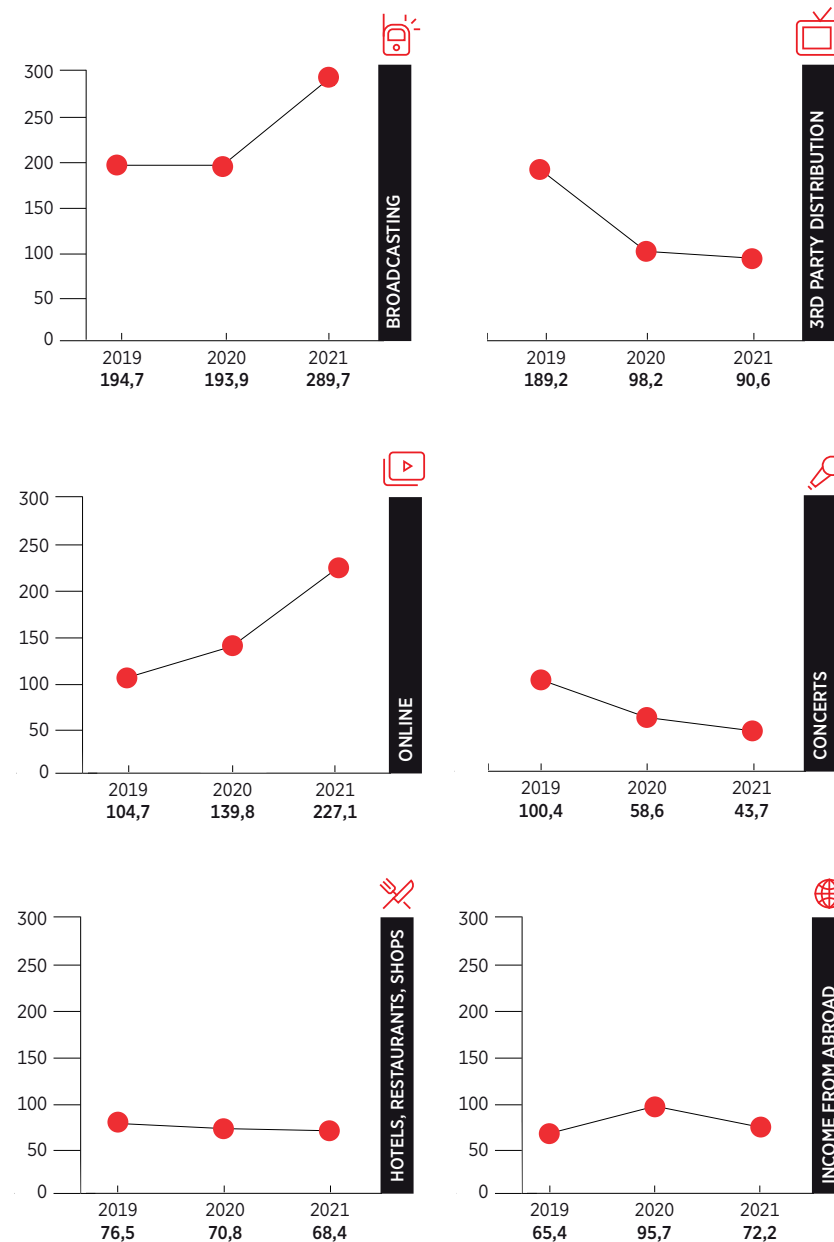 300
250
200
150
100
50
0
BROADCASTING
2019 2020 2021
194,7 193,9 289,7
3RD PARTY DISTRIBUTION
2019 2020 2021
189,2 98,2 90,6
300
250
200
150
100
50
0
ONLINE
2019 2020 2021
104,7 139,8 227,1
CONCERTS
2019 2020 2021
100,4 58,6 43,7
300
250
200
150
100
50
0
HOTELS, RESTAURANTS, SHOPS
2019 2020 2021
76,5 70,8 68,4
300
250
200
150
100
50
0
INCOME FROM ABROAD
2019 2020 2021
65,4 95,7 72,2